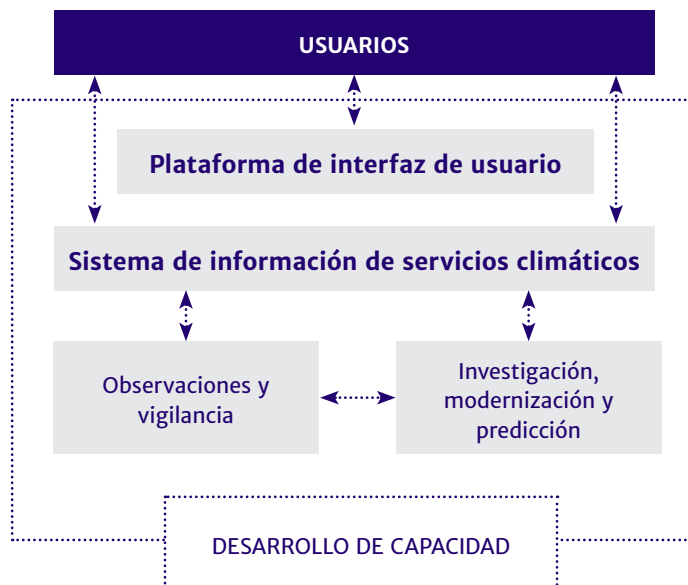 USUARIOS
Plataforma de interfaz de usuario
Sistema de información de servicios climáticos
Observaciones y
vigilancia
Investigación,
modernización y
predicción
DESARROLLO DE CAPACIDAD